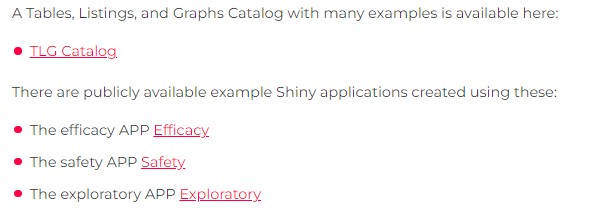 A Tables, Listings, and Graphs Catalog with many examples is available here:
TLG Catalog
There are publicly available example Shiny applications created using these:
The efficacy APP Efficacy
The safety APP Safety
The exploratory APP Exploratory